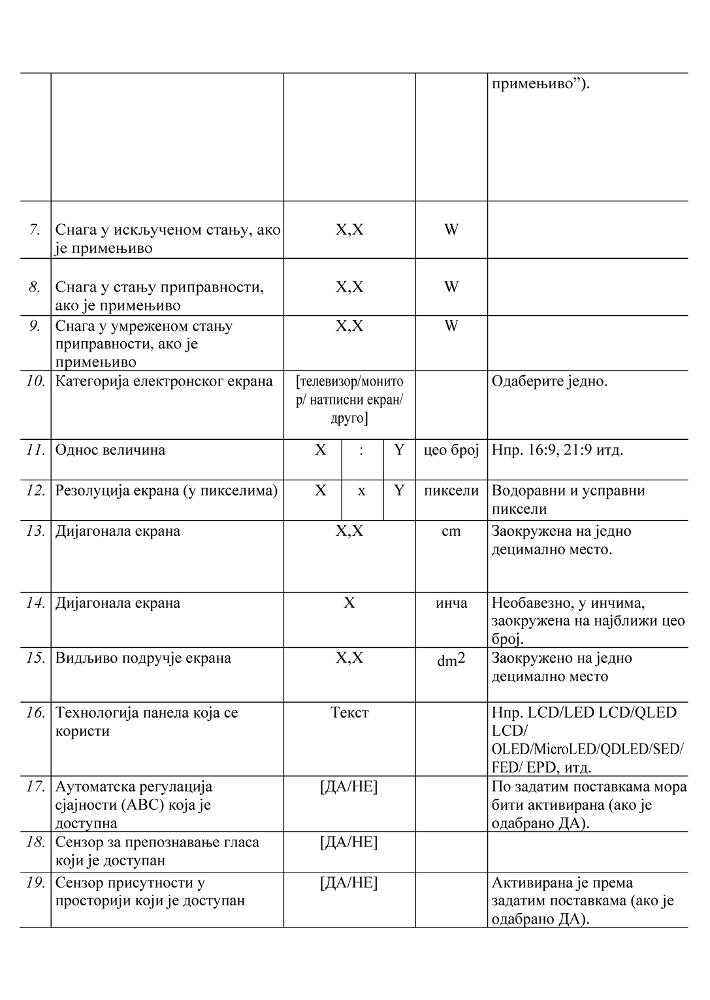 примењиво”).
7. Снага у искљученом стању, ако X,X W
је примењиво
8. Снага у стању приправности, X,X W
ако је примењиво
9. Снага у умреженом стању X,X W
приправности, ако је
примењиво
10. Категорија електронског екрана [телевизор/монито Одаберите једно.
р/ натписни екран/
друго]
11. Однос величина X : Y цео број Нпр. 16:9, 21:9 итд.
12. Резолуција екрана (у пикселима) X x Y пиксели Водоравни и усправни
пиксели
13. Дијагонала екрана X,X cm Заокружена на једно
децимално место.
14. Дијагонала екрана X инча Необавезно, у инчима,
заокружена на најближи цео
број.
15. Видљиво подручје екрана X,X dm2 Заокружено на једно
децимално место
16. Технологија панела која се Текст Нпр. LCD/LED LCD/QLED
користи LCD/
OLED/MicroLED/QDLED/SED/
FED/ EPD, итд.
17. Аутоматска регулација [ДА/НЕ] По задатим поставкама мора
сјајности (ABC) која је бити активирана (ако је
доступна одабрано ДА).
18. Сензор за препознавање гласа [ДА/НЕ]
који је доступан
19. Сензор присутности у [ДА/НЕ] Активирана је према
просторији који је доступан задатим поставкама (ако је
одабрано ДА).